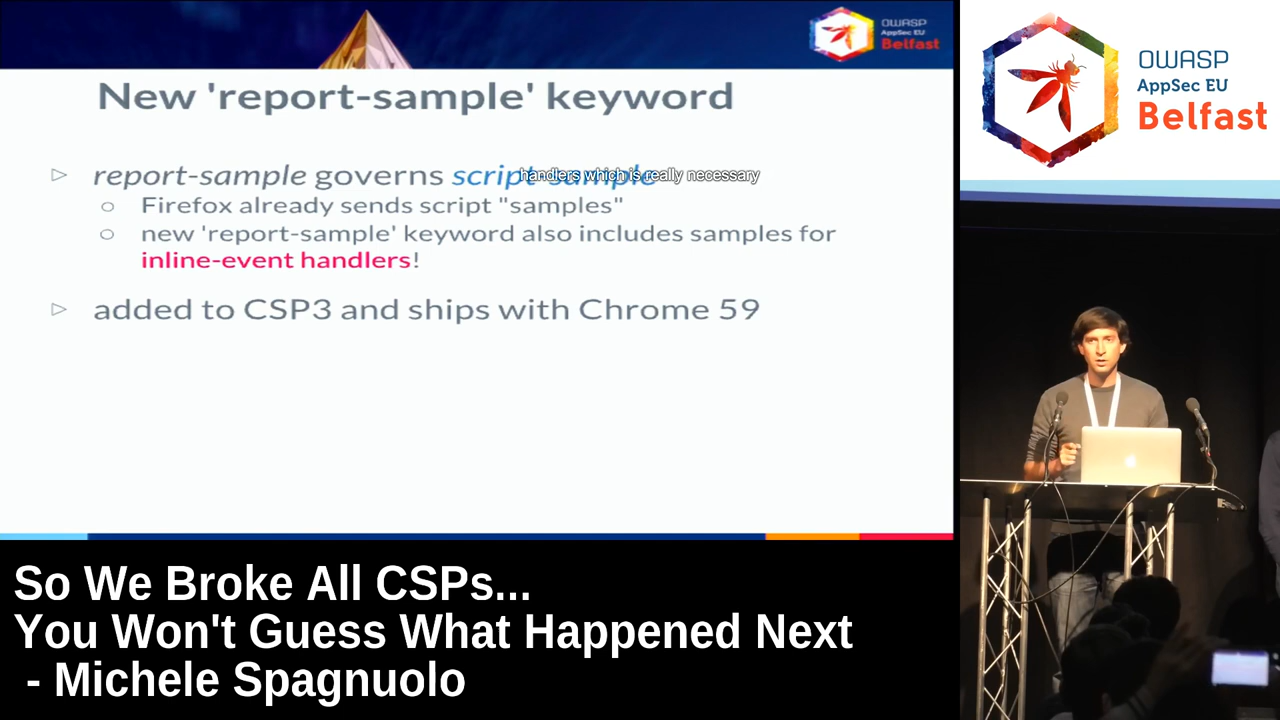 OWASP
AppSec EU
Belfast
New 'report-sample' keyword
report-sample governs script-sample
handlers which is really necessary
Firefox already sends script "samples"
new 'report-sample' keyword also includes samples for
inline-event handlers!
added to CSP3 and ships with Chrome 59
OWASP
AppSec EU
Belfast
So We Broke All CSPs...
You Won't Guess What Happened Next
- Michele Spagnuolo